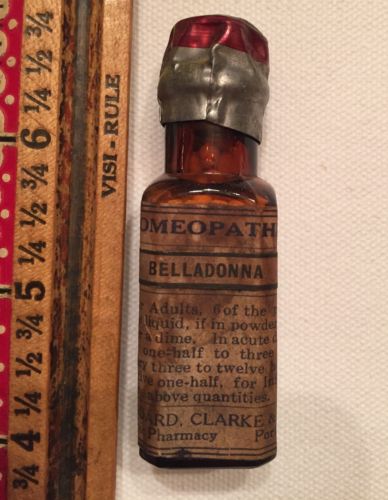 OMEOPATH
BELLADONNA
Adults, 6 of the
liquid, if in powde
a dime. In acute
one-half to three
three to twelve
one-half, for
above quantities.
ARD, CLARKE &
Pharmacy Por
VISI-RULE
1/4 1/2 3/4
6
3/4 1/2 1/4
5
3/4 1/2 1/4
4
3/4